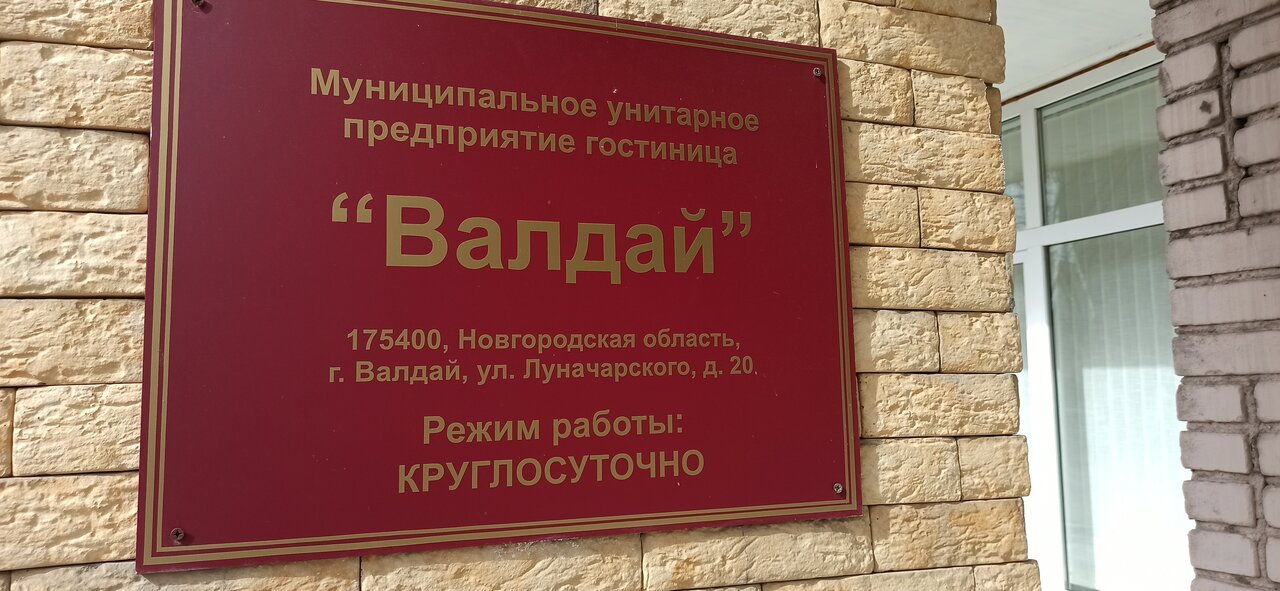 Муниципальное унитарное
предприятие гостиница
“Валдай”
175400, Новгородская область,
г. Валдай, ул. Луначарского, д. 20.
Режим работы:
КРУГЛОСУТОЧНО